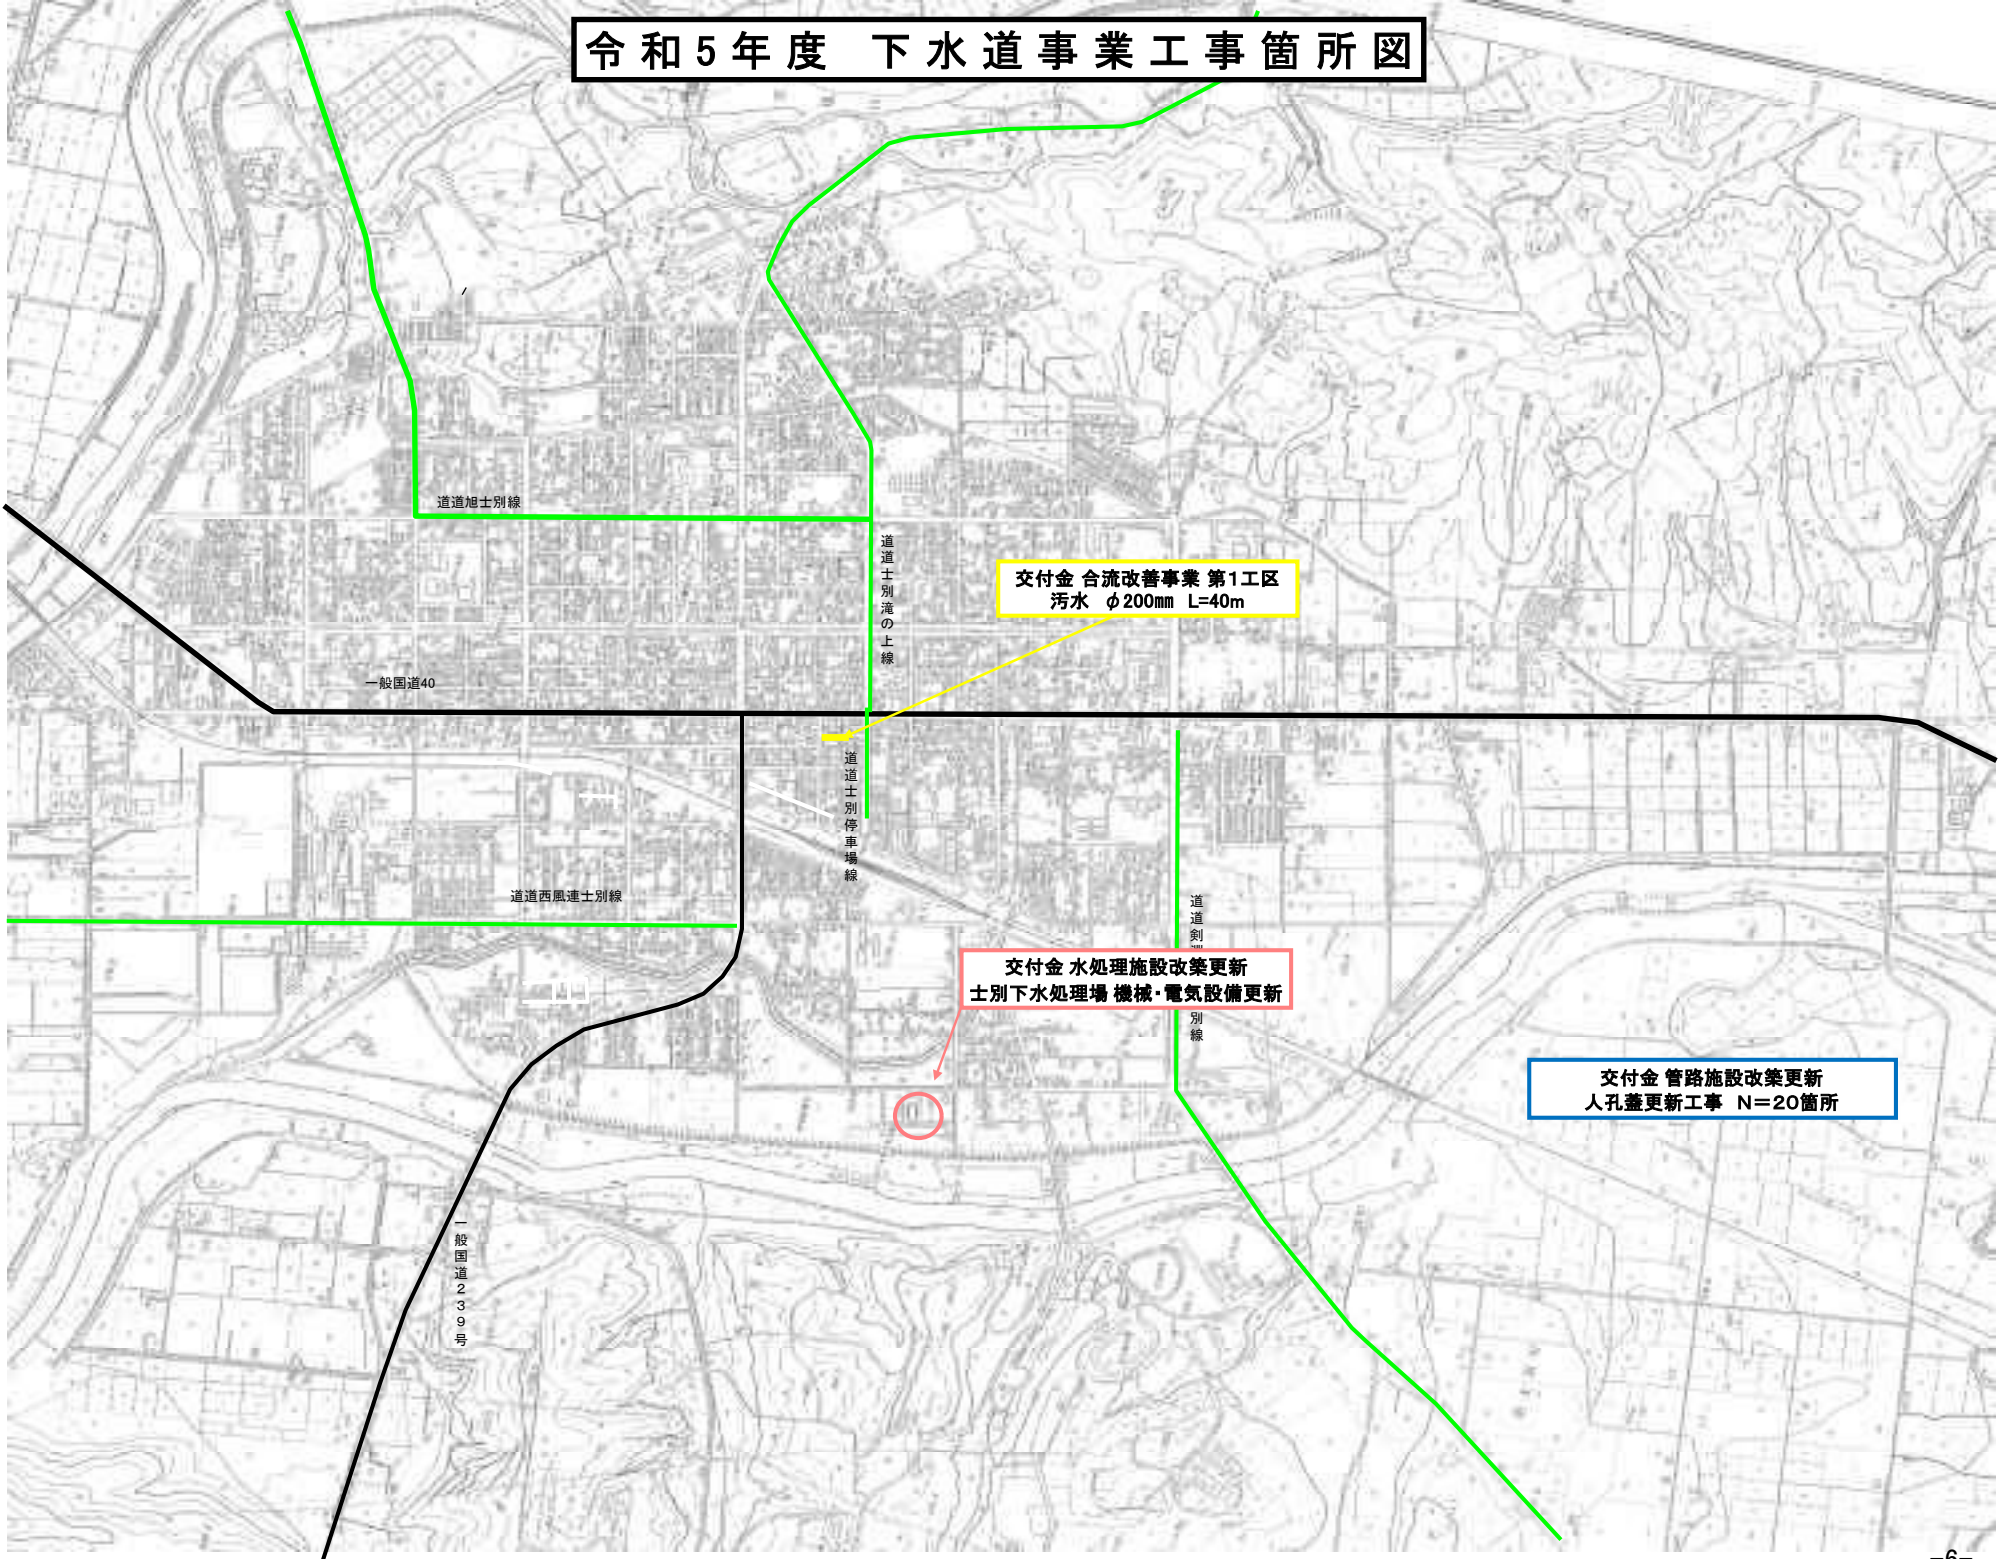 令和5年度 下水道事業工事箇所図
道道旭士別線
道道士別滝の上線
交付金 合流改善事業 第1工区
汚水 φ200㎜ L=40m
一般国道40
道道士別停車場線
道道西風連士別線
道道剣
別線
交付金 水処理施設改築更新
士別下水処理場 機械・電気設備更新
交付金 管路施設改築更新
人孔蓋更新工事 N=20箇所
一般国道239号
-6-